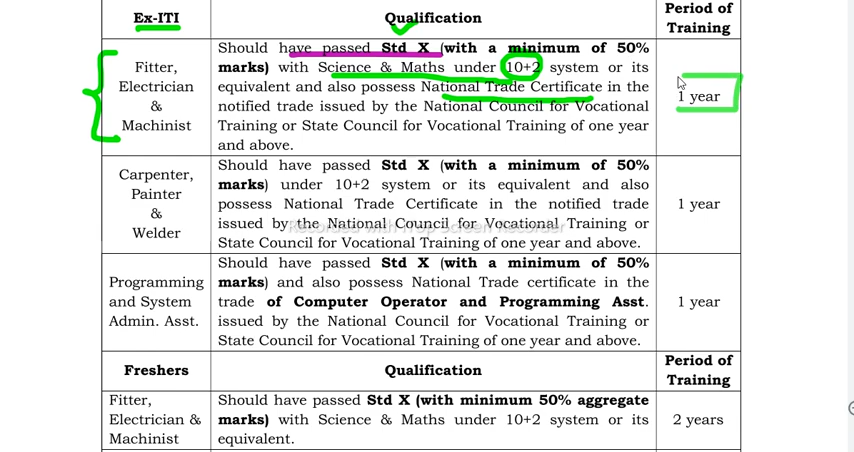 Ex-ITI
Qualification
Period of
Training
Fitter,
Electrician
&
Machinist
Should have passed Std X (with a minimum of 50%
marks) with Science & Maths under 10+2 system or its
equivalent and also possess National Trade Certificate in the
notified trade issued by the National Council for Vocational
Training or State Council for Vocational Training of one year
and above.
1 year
Carpenter,
Painter
&
Welder
Should have passed Std X (with a minimum of 50%
marks) under 10+2 system or its equivalent and also
possess National Trade Certificate in the notified trade
issued by the National Council for Vocational Training or
State Council for Vocational Training of one year and above.
1 year
Recorded with iTop Screen Recorder
Programming
and System
Admin. Asst.
Should have passed Std X (with a minimum of 50%
marks) and also possess National Trade certificate in the
trade of Computer Operator and Programming Asst.
issued by the National Council for Vocational Training or
State Council for Vocational Training of one year and above.
1 year
Freshers
Qualification
Period of
Training
Fitter,
Electrician &
Machinist
Should have passed Std X (with minimum 50% aggregate
marks) with Science & Maths under 10+2 system or its
equivalent.
2 years